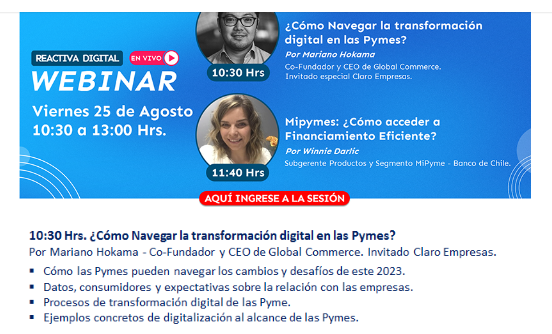 ¿Cómo Navegar la transformación
digital en las Pymes?
Por Mariano Hokama
Co-Fundador y CEO de Global Commerce.
Invitado especial Claro Empresas.
10:30 Hrs
REACTIVA DIGITAL
EN VIVO
WEBINAR
Viernes 25 de Agosto
10:30 a 13:00 Hrs.
Mipymes: ¿Cómo acceder a
Financiamiento Eficiente?
Por Winnie Darlic
Subgerente Productos y Segmento MiPyme - Banco de Chile.
11:40 Hrs
AQUÍ INGRESE A LA SESIÓN
10:30 Hrs. ¿Cómo Navegar la transformación digital en las Pymes?
Por Mariano Hokama - Co-Fundador y CEO de Global Commerce. Invitado Claro Empresas.
▪ Cómo las Pymes pueden navegar los cambios y desafíos de este 2023.
▪ Datos, consumidores y expectativas sobre la relación con las empresas.
▪ Procesos de transformación digital de las Pyme.
▪ Ejemplos concretos de digitalización al alcance de las Pymes.